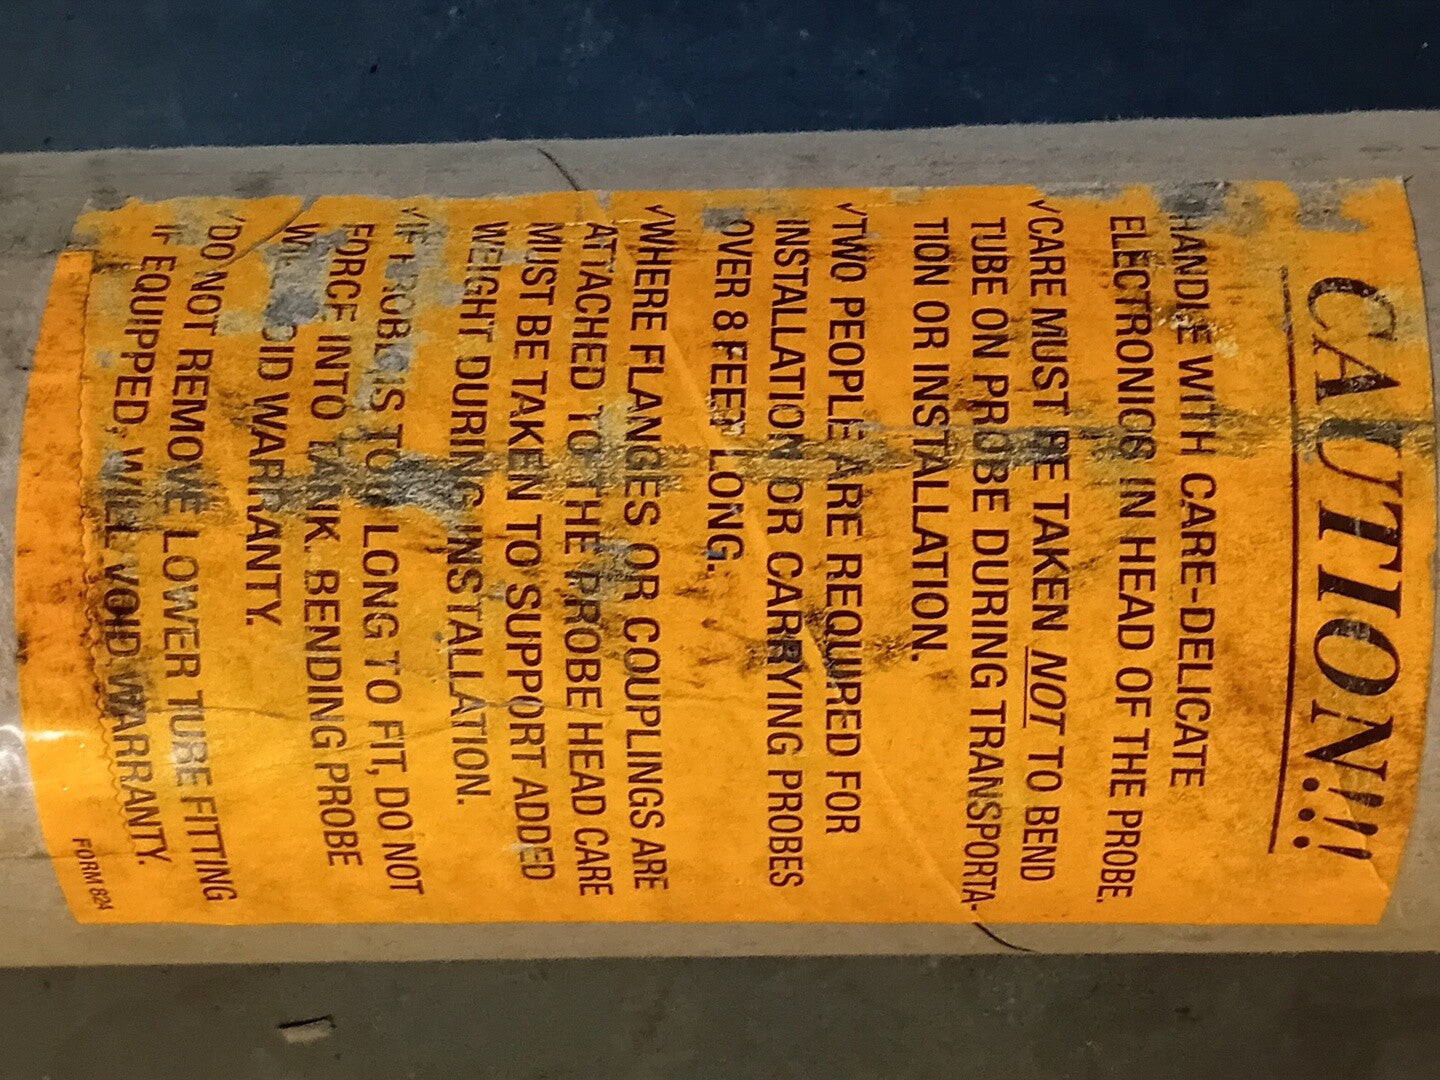 CAUTION!!!
HANDLE WITH CARE-DELICATE
ELECTRONICS IN HEAD OF THE PROBE.
✓CARE MUST BE TAKEN NOT TO BEND
TUBE ON PROBE DURING TRANSPORTA-
TION OR INSTALLATION.
✓TWO PEOPLE ARE REQUIRED FOR
INSTALLATION OR CARRYING PROBES
OVER 8 FEET LONG.
✓WHERE FLANGES OR COUPLINGS ARE
ATTACHED TO THE PROBE HEAD CARE
MUST BE TAKEN TO SUPPORT ADDED
WEIGHT DURING INSTALLATION.
✓IF PROBE IS TOO LONG TO FIT, DO NOT
FORCE INTO TANK. BENDING PROBE
WILL VOID WARRANTY.
✓DO NOT REMOVE LOWER TUBE FITTING
IF EQUIPPED, WILL VOID WARRANTY.
FORM 824